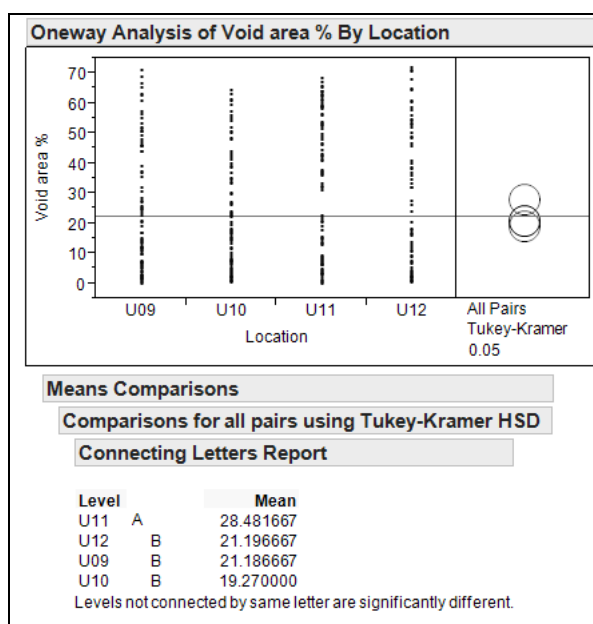 Oneway Analysis of Void area % By Location
Void area %
70
60
50
40
30
20
10
0
U09 U10 U11 U12
Location
All Pairs
Tukey-Kramer
0.05
Means Comparisons
Comparisons for all pairs using Tukey-Kramer HSD
Connecting Letters Report
Level Mean
U11 A 28.481667
U12 B 21.196667
U09 B 21.186667
U10 B 19.270000
Levels not connected by same letter are significantly different.